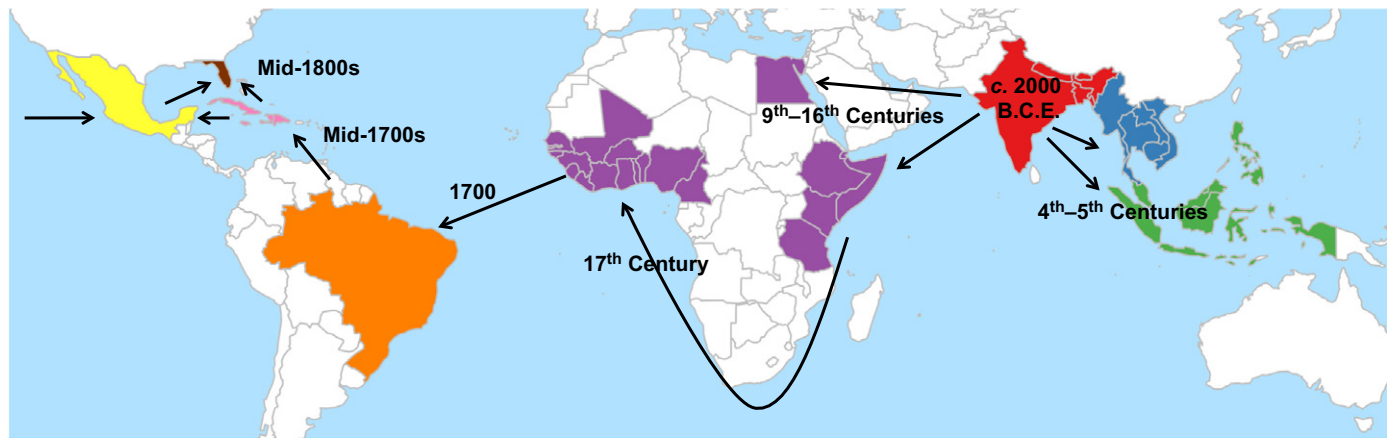 Mid-1800s
Mid-1700s
1700
17th Century
9th–16th Centuries
c. 2000
B.C.E.
4th–5th Centuries